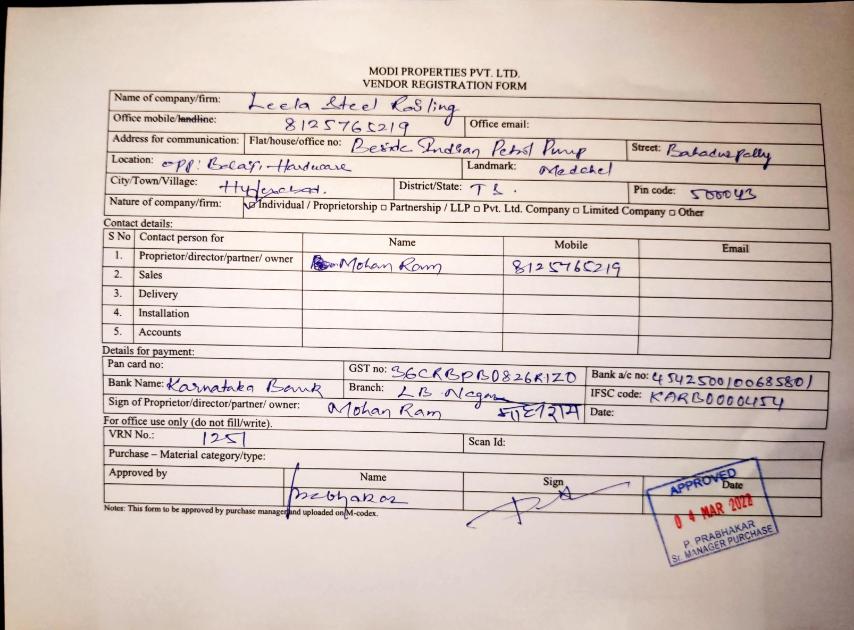 MODI PROPERTIES PVT. LTD.
VENDOR REGISTRATION FORM
Name of company/firm: Leela Steel Railing
Office mobile/landline: 8125765219 Office email:
Address for communication: Flat/house/office no: Beside Indian Petrol Pump Street: Bahadurpally
Location: opp: Balaji Hardware Landmark: Medchel
City/Town/Village: Hyderabad. District/State: T S. Pin code: 500043
Nature of company/firm: ☑ Individual / Proprietorship □ Partnership / LLP □ Pvt. Ltd. Company □ Limited Company □ Other
Contact details:
S No Contact person for Name Mobile Email
1. Proprietor/director/partner/ owner Mohan Ram 8125765219
2. Sales
3. Delivery
4. Installation
5. Accounts
Details for payment:
Pan card no: GST no: 36CRBPB0826R1ZO Bank a/c no: 4542500100685801
Bank Name: Karnataka Bank Branch: LB Nagar IFSC code: KARB0000454
Sign of Proprietor/director/partner/ owner: Mohan Ram Date:
For office use only (do not fill/write).
VRN No.: 1251 Scan Id:
Purchase – Material category/type:
Approved by Name Sign Date
Prabhakar
APPROVED
04 MAR 2022
P. PRABHAKAR
Sr. MANAGER PURCHASE
Notes: This form to be approved by purchase manager and uploaded on M-codex.